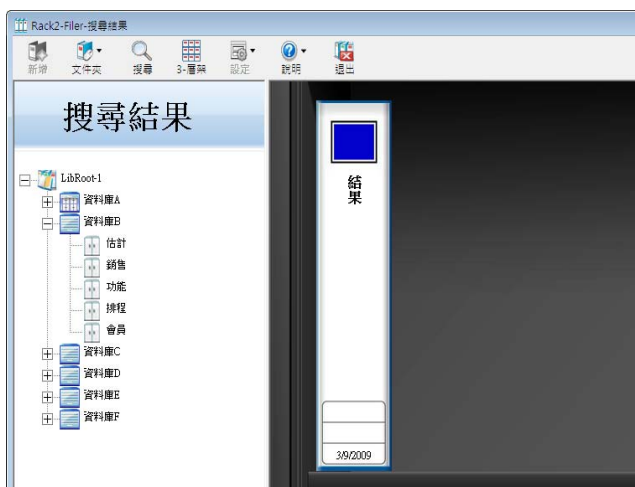 Rack2-Filer-搜尋結果
新增 文件夾 搜尋 3-層架 設定 說明 退出
搜尋結果
LibRoot-1
資料庫A
資料庫B
估計
銷售
功能
排程
會員
資料庫C
資料庫D
資料庫E
資料庫F
結果
3/9/2009